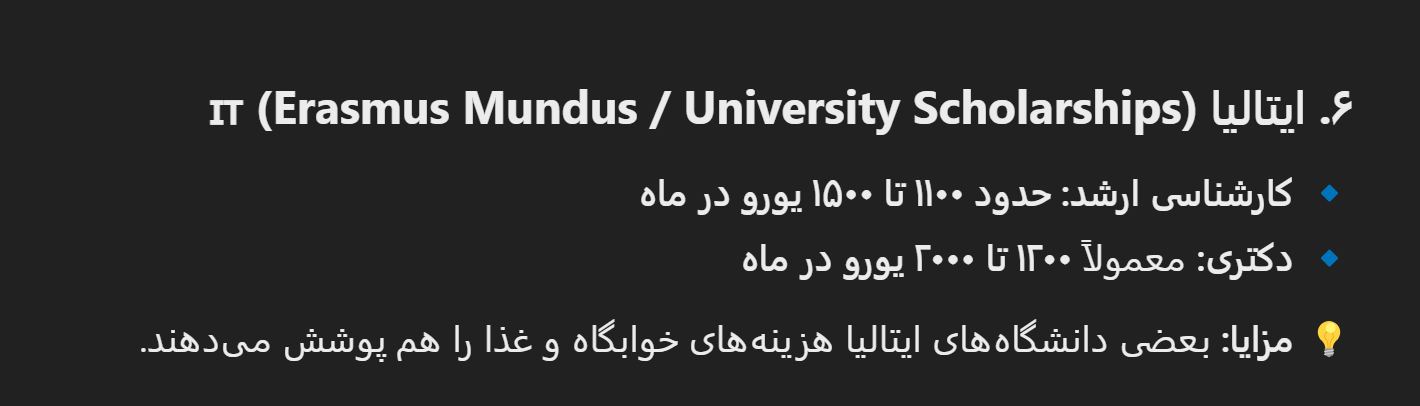 ۶. ایتالیا (Erasmus Mundus / University Scholarships) IT
🔹 کارشناسی ارشد: حدود ۱۱۰۰ تا ۱۵۰۰ یورو در ماه
🔹 دکتری: معمولاً ۱۲۰۰ تا ۲۰۰۰ یورو در ماه
💡 مزایا: بعضی دانشگاه‌های ایتالیا هزینه‌های خوابگاه و غذا را هم پوشش می‌دهند.